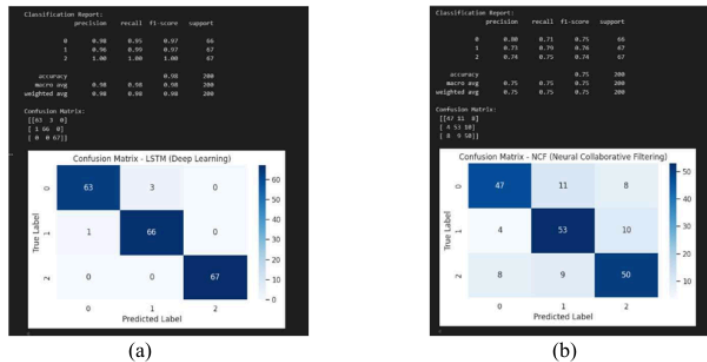 Classification Report:
precision recall f1-score support
0 0.98 0.95 0.97 66
1 0.96 0.99 0.97 67
2 1.00 1.00 1.00 67
accuracy 0.98 200
macro avg 0.98 0.98 0.98 200
weighted avg 0.98 0.98 0.98 200
Confusion Matrix:
[[63 3 0]
[ 1 66 0]
[ 0 0 67]]
Confusion Matrix - LSTM (Deep Learning)
True Label
0 63 3 0
1 1 66 0
2 0 0 67
0 1 2
Predicted Label
60
50
40
30
20
10
0
(a)
Classification Report:
precision recall f1-score support
0 0.80 0.71 0.75 66
1 0.73 0.79 0.76 67
2 0.74 0.75 0.74 67
accuracy 0.75 200
macro avg 0.75 0.75 0.75 200
weighted avg 0.75 0.75 0.75 200
Confusion Matrix:
[[47 11 8]
[ 4 53 10]
[ 8 9 50]]
Confusion Matrix - NCF (Neural Collaborative Filtering)
True Label
0 47 11 8
1 4 53 10
2 8 9 50
0 1 2
Predicted Label
50
40
30
20
10
(b)